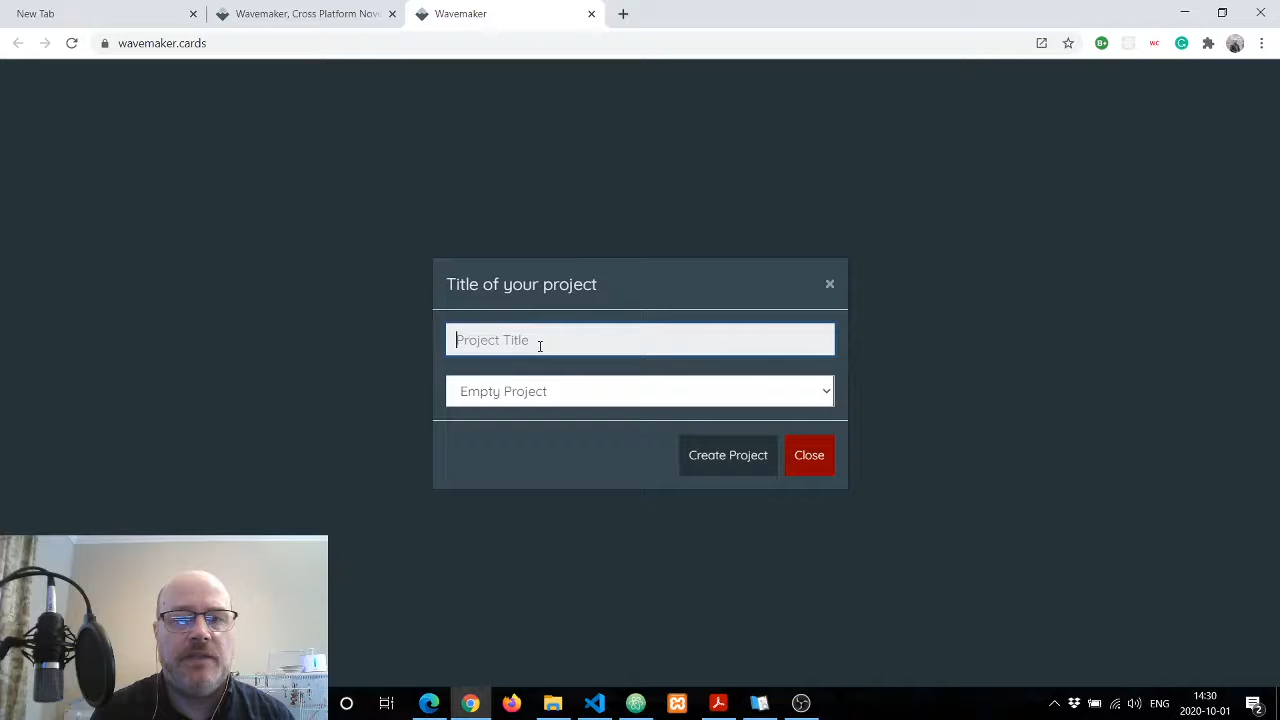 New Tab
Wavemaker, Cross Platform Nov
Wavemaker
wavemaker.cards
Title of your project
Project Title
Empty Project
Create Project
Close
ENG
14:30
2020-10-01
2